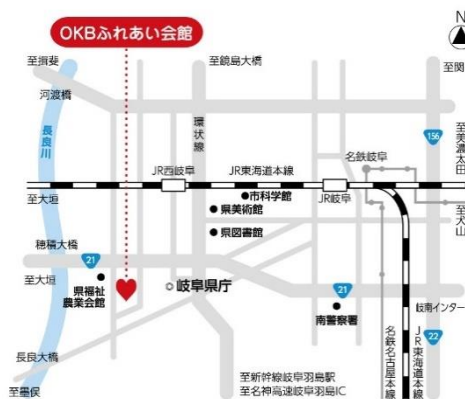 OKBふれあい会館
N
至揖斐
至鏡島大橋
至関
河渡橋
環状線
長良川
156
至美濃太田
名鉄岐阜
JR西岐阜
JR東海道本線
市科学館
JR岐阜
至大垣
県美術館
至犬山
県図書館
穂積大橋
21
至大垣
県福祉
農業会館
岐阜県庁
21
南警察署
岐南インター
22
長良大橋
名鉄名古屋本線
JR東海道本線
至墨俣
至新幹線岐阜羽島駅
至名神高速岐阜羽島IC